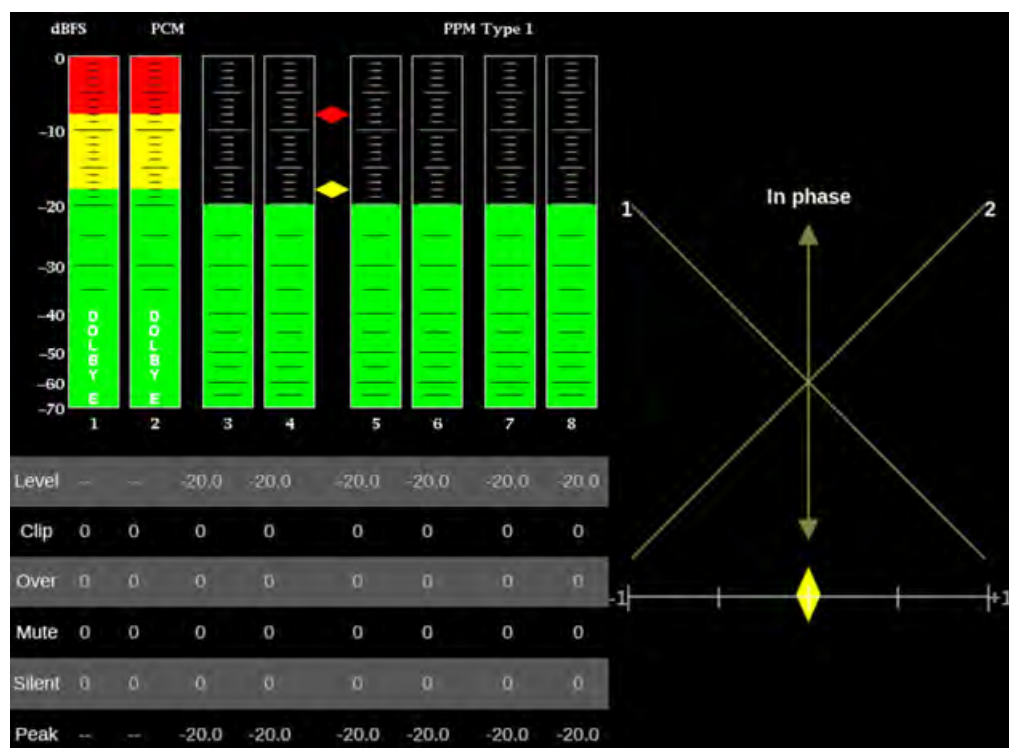 dBFS PCM PPM Type 1
0
-10
-20
-30
-40
-50
-60
-70
DOLBY E
DOLBY E
1 2 3 4 5 6 7 8
In phase
1 2
-1 +1
Level -- -- -20.0 -20.0 -20.0 -20.0 -20.0 -20.0
Clip 0 0 0 0 0 0 0 0
Over 0 0 0 0 0 0 0 0
Mute 0 0 0 0 0 0 0 0
Silent 0 0 0 0 0 0 0 0
Peak -- -- -20.0 -20.0 -20.0 -20.0 -20.0 -20.0